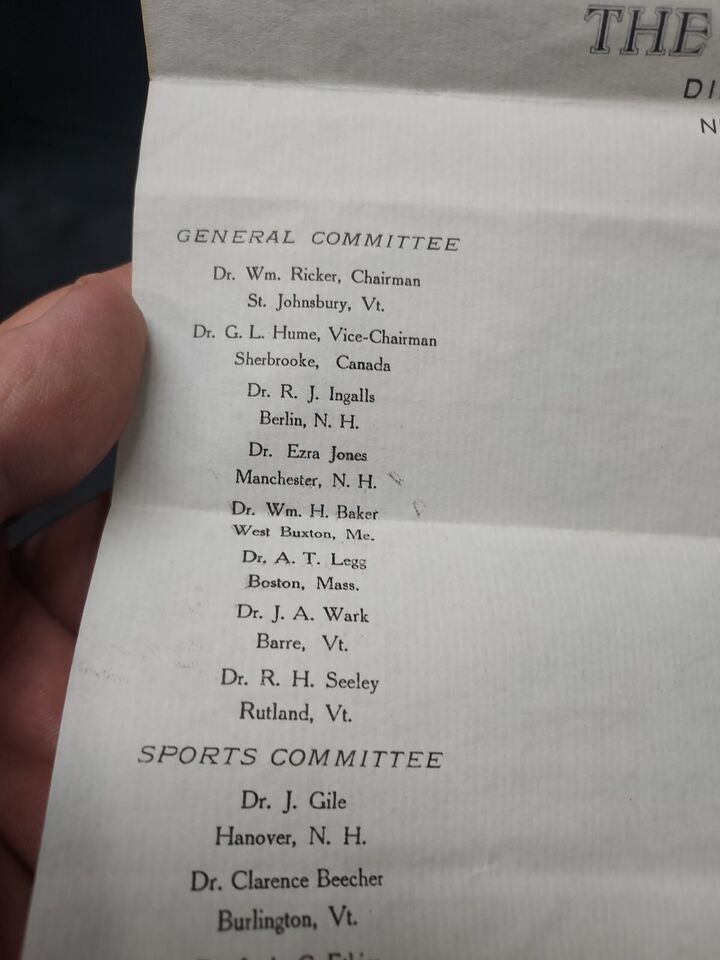 THE
GENERAL COMMITTEE
Dr. Wm. Ricker, Chairman
St. Johnsbury, Vt.
Dr. G. L. Hume, Vice-Chairman
Sherbrooke, Canada
Dr. R. J. Ingalls
Berlin, N. H.
Dr. Ezra Jones
Manchester, N. H.
Dr. Wm. H. Baker
West Buxton, Me.
Dr. A. T. Legg
Boston, Mass.
Dr. J. A. Wark
Barre, Vt.
Dr. R. H. Seeley
Rutland, Vt.
SPORTS COMMITTEE
Dr. J. Gile
Hanover, N. H.
Dr. Clarence Beecher
Burlington, Vt.